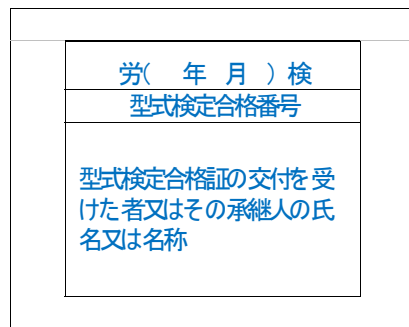 労(　年　月　)検
型式検定合格番号
型式検定合格証の交付を受
けた者又はその承継人の氏
名又は名称